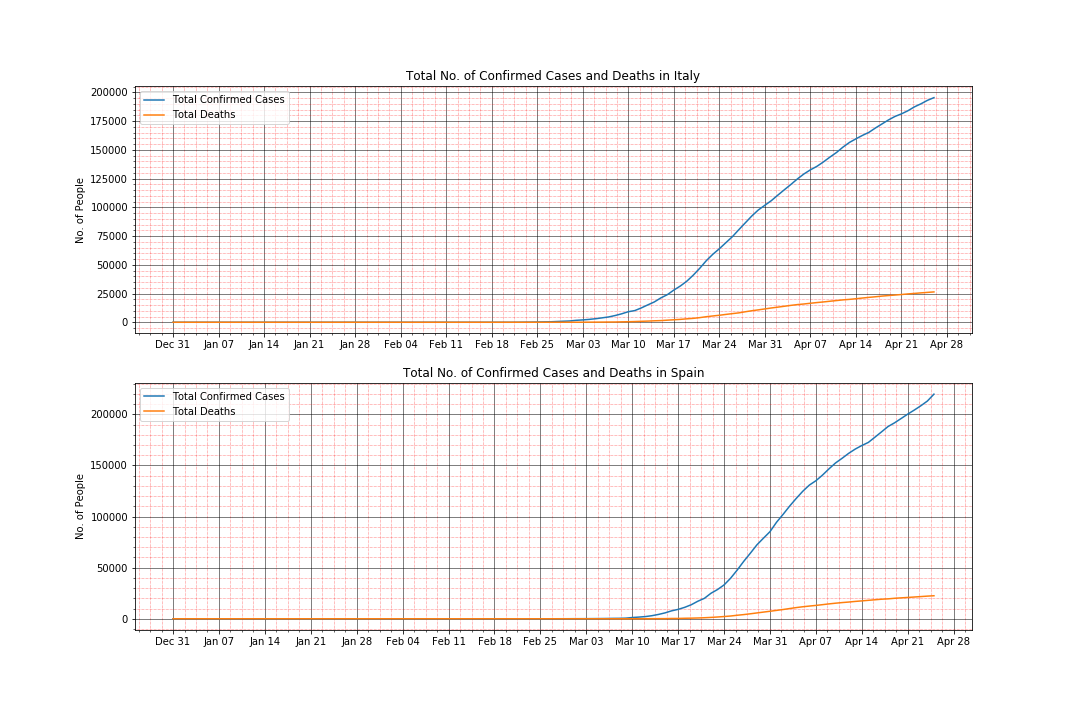 Total No. of Confirmed Cases and Deaths in Italy
200000
175000
150000
125000
100000
75000
50000
25000
0
No. of People
Total Confirmed Cases
Total Deaths
Dec 31 Jan 07 Jan 14 Jan 21 Jan 28 Feb 04 Feb 11 Feb 18 Feb 25 Mar 03 Mar 10 Mar 17 Mar 24 Mar 31 Apr 07 Apr 14 Apr 21 Apr 28
Total No. of Confirmed Cases and Deaths in Spain
200000
150000
100000
50000
0
No. of People
Total Confirmed Cases
Total Deaths
Dec 31 Jan 07 Jan 14 Jan 21 Jan 28 Feb 04 Feb 11 Feb 18 Feb 25 Mar 03 Mar 10 Mar 17 Mar 24 Mar 31 Apr 07 Apr 14 Apr 21 Apr 28